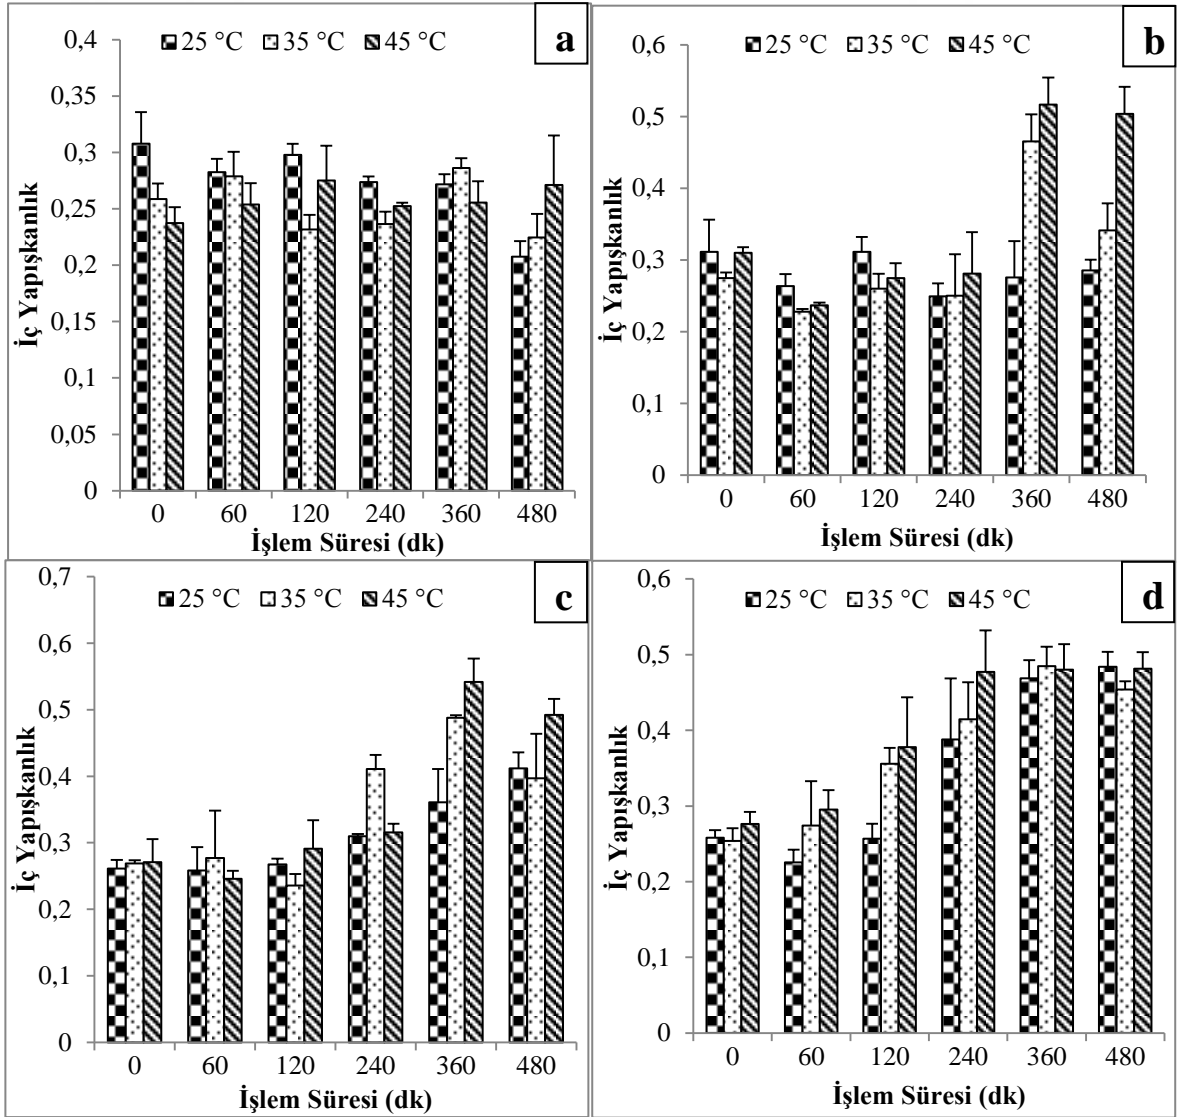 a
25 °C 35 °C 45 °C
0,4
0,35
0,3
0,25
0,2
0,15
0,1
0,05
0
İç Yapışkanlık
0 60 120 240 360 480
İşlem Süresi (dk)
b
25 °C 35 °C 45 °C
0,6
0,5
0,4
0,3
0,2
0,1
0
İç Yapışkanlık
0 60 120 240 360 480
İşlem Süresi (dk)
c
25 °C 35 °C 45 °C
0,7
0,6
0,5
0,4
0,3
0,2
0,1
0
İç Yapışkanlık
0 60 120 240 360 480
İşlem Süresi (dk)
d
25 °C 35 °C 45 °C
0,6
0,5
0,4
0,3
0,2
0,1
0
İç Yapışkanlık
0 60 120 240 360 480
İşlem Süresi (dk)